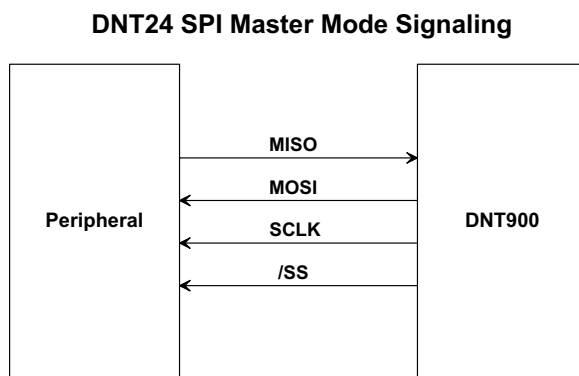 DNT24 SPI Master Mode Signaling
MISO
MOSI
Peripheral
DNT900
SCLK
/SS